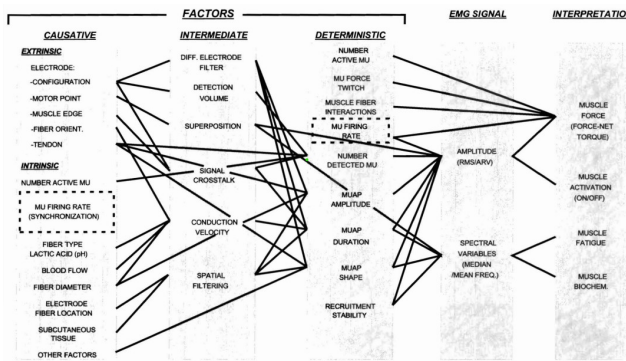 FACTORS
EMG SIGNAL
INTERPRETATIO
CAUSATIVE
INTERMEDIATE
DETERMINISTIC
EXTRINSIC
ELECTRODE:
-CONFIGURATION
-MOTOR POINT
-MUSCLE EDGE
-FIBER ORIENT.
-TENDON
INTRINSIC
NUMBER ACTIVE MU
MU FIRING RATE
(SYNCHRONIZATION)
FIBER TYPE
LACTIC ACID (pH)
BLOOD FLOW
FIBER DIAMETER
ELECTRODE
FIBER LOCATION
SUBCUTANEOUS
TISSUE
OTHER FACTORS
DIFF. ELECTRODE
FILTER
DETECTION
VOLUME
SUPERPOSITION
SIGNAL
CROSSTALK
CONDUCTION
VELOCITY
SPATIAL
FILTERING
NUMBER
ACTIVE MU
MU FORCE
TWITCH
MUSCLE FIBER
INTERACTIONS
MU FIRING
RATE
NUMBER
DETECTED MU
MUAP
AMPLITUDE
MUAP
DURATION
MUAP
SHAPE
RECRUITMENT
STABILITY
AMPLITUDE
(RMS/ARV)
SPECTRAL
VARIABLES
(MEDIAN
/MEAN FREQ.)
MUSCLE
FORCE
(FORCE-NET
TORQUE)
MUSCLE
ACTIVATION
(ON/OFF)
MUSCLE
FATIGUE
MUSCLE
BIOCHEM.